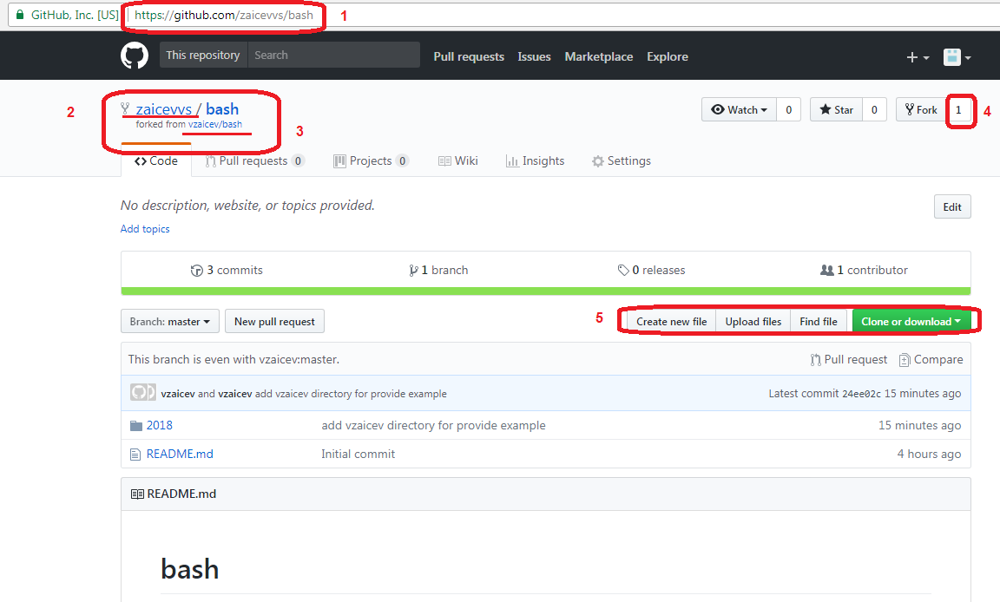 GitHub, Inc. [US] https://github.com/zaicevvs/bash 1
This repository Search Pull requests Issues Marketplace Explore
2 zaicevvs / bash Watch 0 Star 0 Fork 1 4
forked from vzaicev/bash 3
Code Pull requests 0 Projects 0 Wiki Insights Settings
No description, website, or topics provided. Edit
Add topics
3 commits 1 branch 0 releases 1 contributor
Branch: master New pull request 5 Create new file Upload files Find file Clone or download
This branch is even with vzaicev:master. Pull request Compare
vzaicev and vzaicev add vzaicev directory for provide example Latest commit 24ee02c 15 minutes ago
2018 add vzaicev directory for provide example 15 minutes ago
README.md Initial commit 4 hours ago
README.md
bash